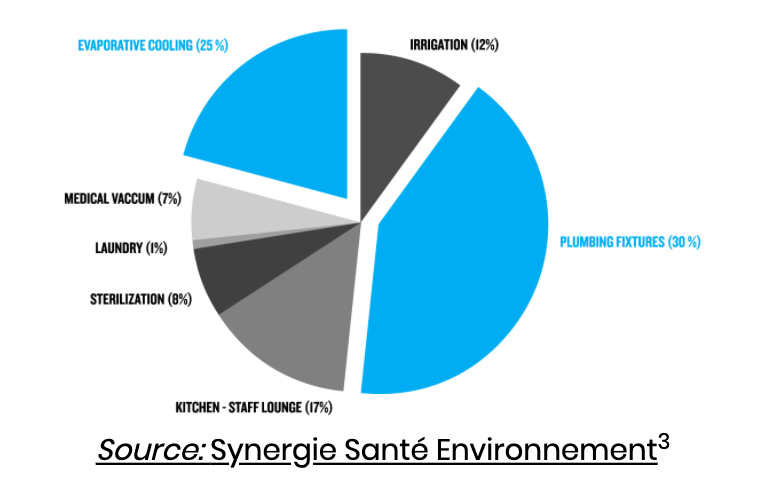 EVAPORATIVE COOLING (25 %)
IRRIGATION (12%)
MEDICAL VACCUM (7%)
PLUMBING FIXTURES (30 %)
LAUNDRY (1%)
STERILIZATION (8%)
KITCHEN - STAFF LOUNGE (17%)
Source: Synergie Santé Environnement³